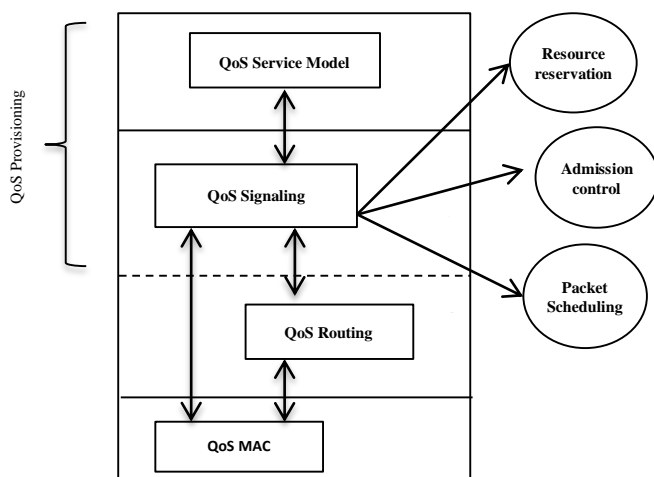 QoS Provisioning
QoS Service Model
QoS Signaling
QoS Routing
QoS MAC
Resource
reservation
Admission
control
Packet
Scheduling